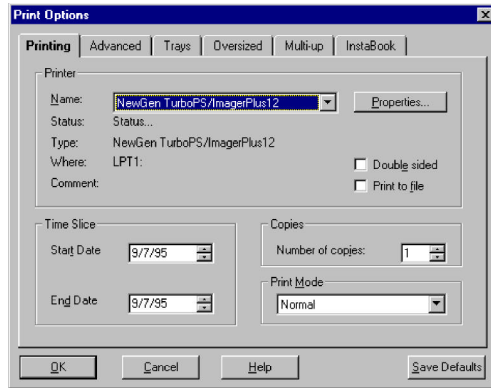 Print Options
Printing Advanced Trays Oversized Multi-up InstaBook
Printer
Name: NewGen TurboPS/ImagerPlus12 Properties...
Status: Status...
Type: NewGen TurboPS/ImagerPlus12
Where: LPT1:
Comment:
Double sided
Print to file
Time Slice
Start Date 9/7/95
End Date 9/7/95
Copies
Number of copies: 1
Print Mode
Normal
OK Cancel Help Save Defaults